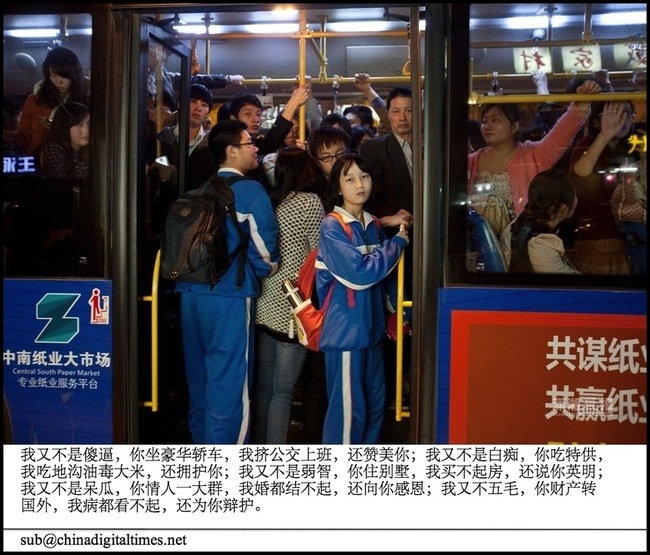 村 家
永王
中南纸业大市场
Central South Paper Market
专业纸业服务平台
共谋纸业
共赢纸业
我又不是傻逼，你坐豪华轿车，我挤公交上班，还赞美你；我又不是白痴，你吃特供，
我吃地沟油毒大米，还拥护你；我又不是弱智，你住别墅，我买不起房，还说你英明；
我又不是呆瓜，你情人一大群，我婚都结不起，还向你感恩；我又不五毛，你财产转
国外，我病都看不起，还为你辩护。
sub@chinadigitaltimes.net